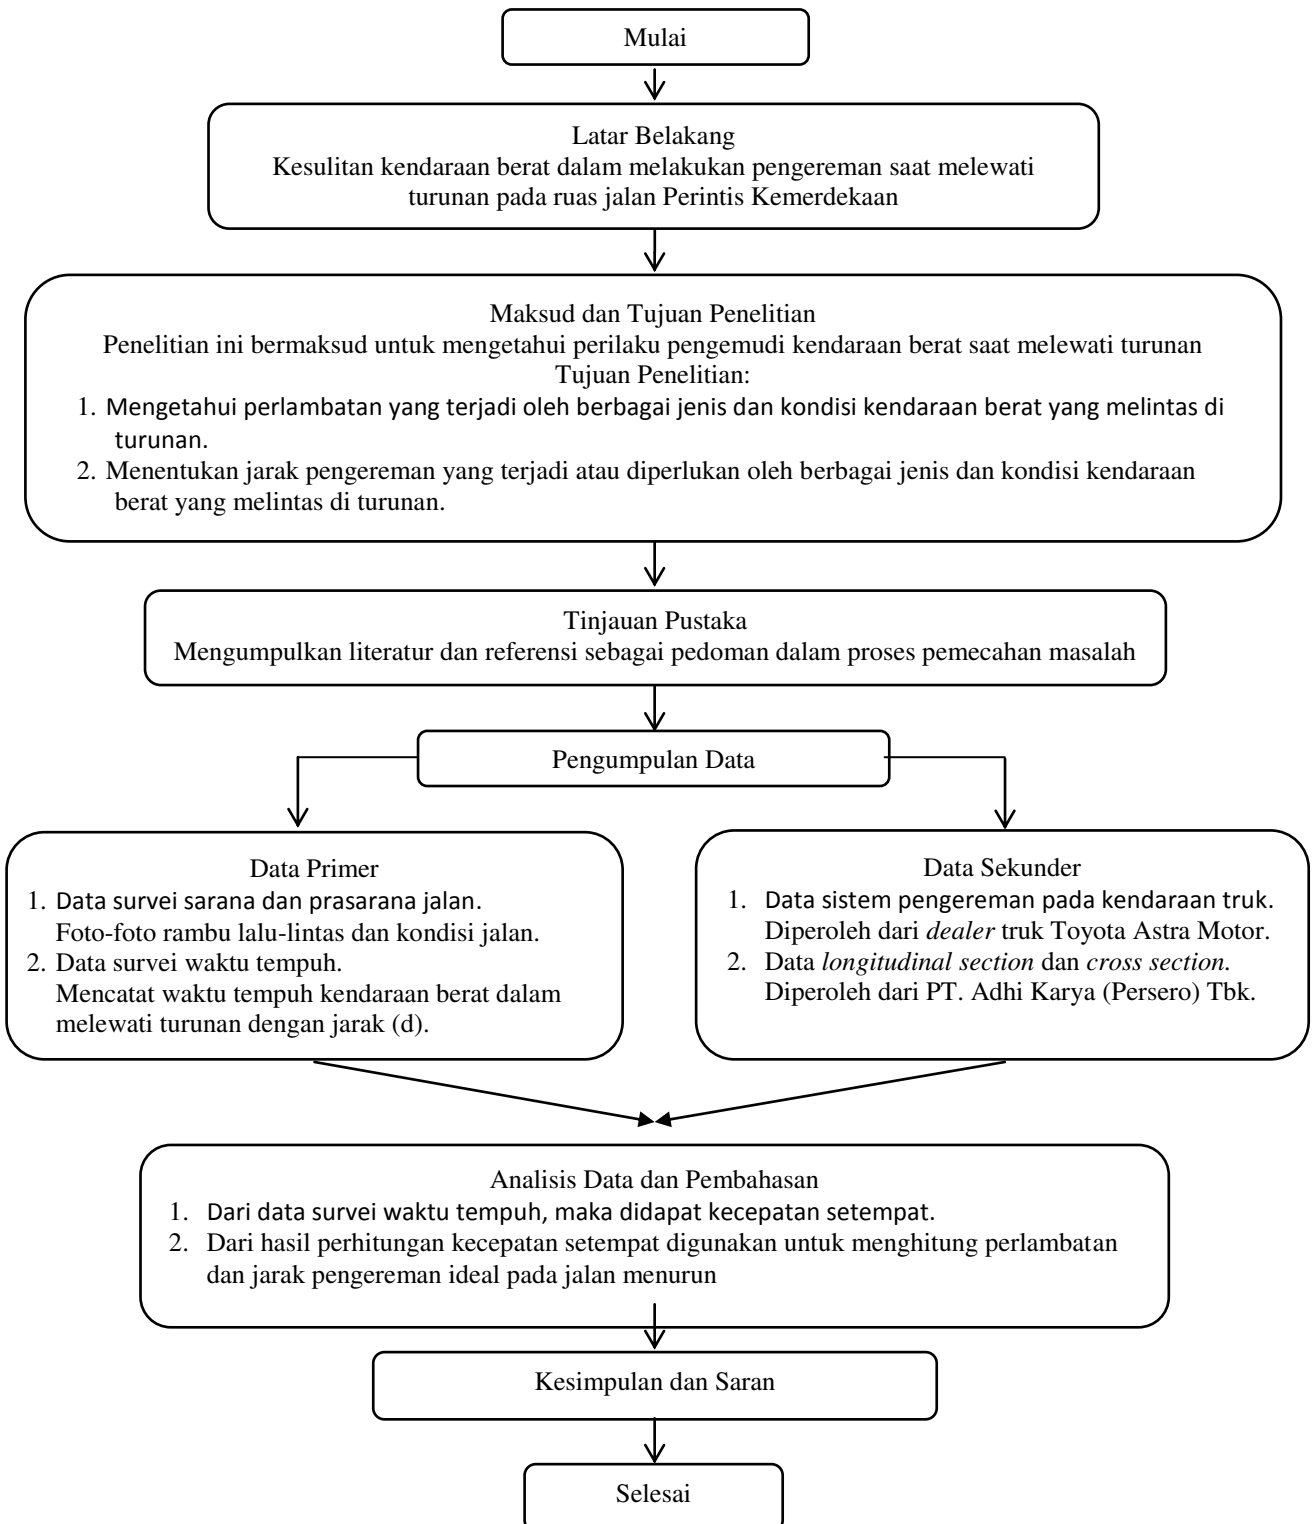 Mulai
Latar Belakang
Kesulitan kendaraan berat dalam melakukan pengereman saat melewati
turunan pada ruas jalan Perintis Kemerdekaan
Maksud dan Tujuan Penelitian
Penelitian ini bermaksud untuk mengetahui perilaku pengemudi kendaraan berat saat melewati turunan
Tujuan Penelitian:
1. Mengetahui perlambatan yang terjadi oleh berbagai jenis dan kondisi kendaraan berat yang melintas di
turunan.
2. Menentukan jarak pengereman yang terjadi atau diperlukan oleh berbagai jenis dan kondisi kendaraan
berat yang melintas di turunan.
Tinjauan Pustaka
Mengumpulkan literatur dan referensi sebagai pedoman dalam proses pemecahan masalah
Pengumpulan Data
Data Primer
1. Data survei sarana dan prasarana jalan.
Foto-foto rambu lalu-lintas dan kondisi jalan.
2. Data survei waktu tempuh.
Mencatat waktu tempuh kendaraan berat dalam
melewati turunan dengan jarak (d).
Data Sekunder
1. Data sistem pengereman pada kendaraan truk.
Diperoleh dari dealer truk Toyota Astra Motor.
2. Data longitudinal section dan cross section.
Diperoleh dari PT. Adhi Karya (Persero) Tbk.
Analisis Data dan Pembahasan
1. Dari data survei waktu tempuh, maka didapat kecepatan setempat.
2. Dari hasil perhitungan kecepatan setempat digunakan untuk menghitung perlambatan
dan jarak pengereman ideal pada jalan menurun
Kesimpulan dan Saran
Selesai